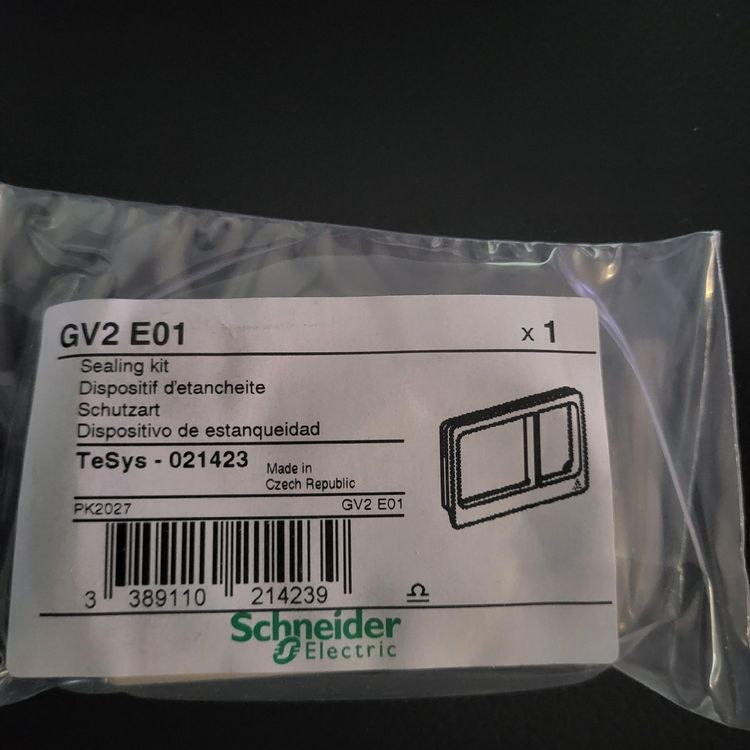 GV2 E01 x 1
Sealing kit
Dispositif d'etancheite
Schutzart
Dispositivo de estanqueidad
TeSys - 021423 Made in
Czech Republic
PK2027 GV2 E01
3 389110 214239
Schneider
Electric